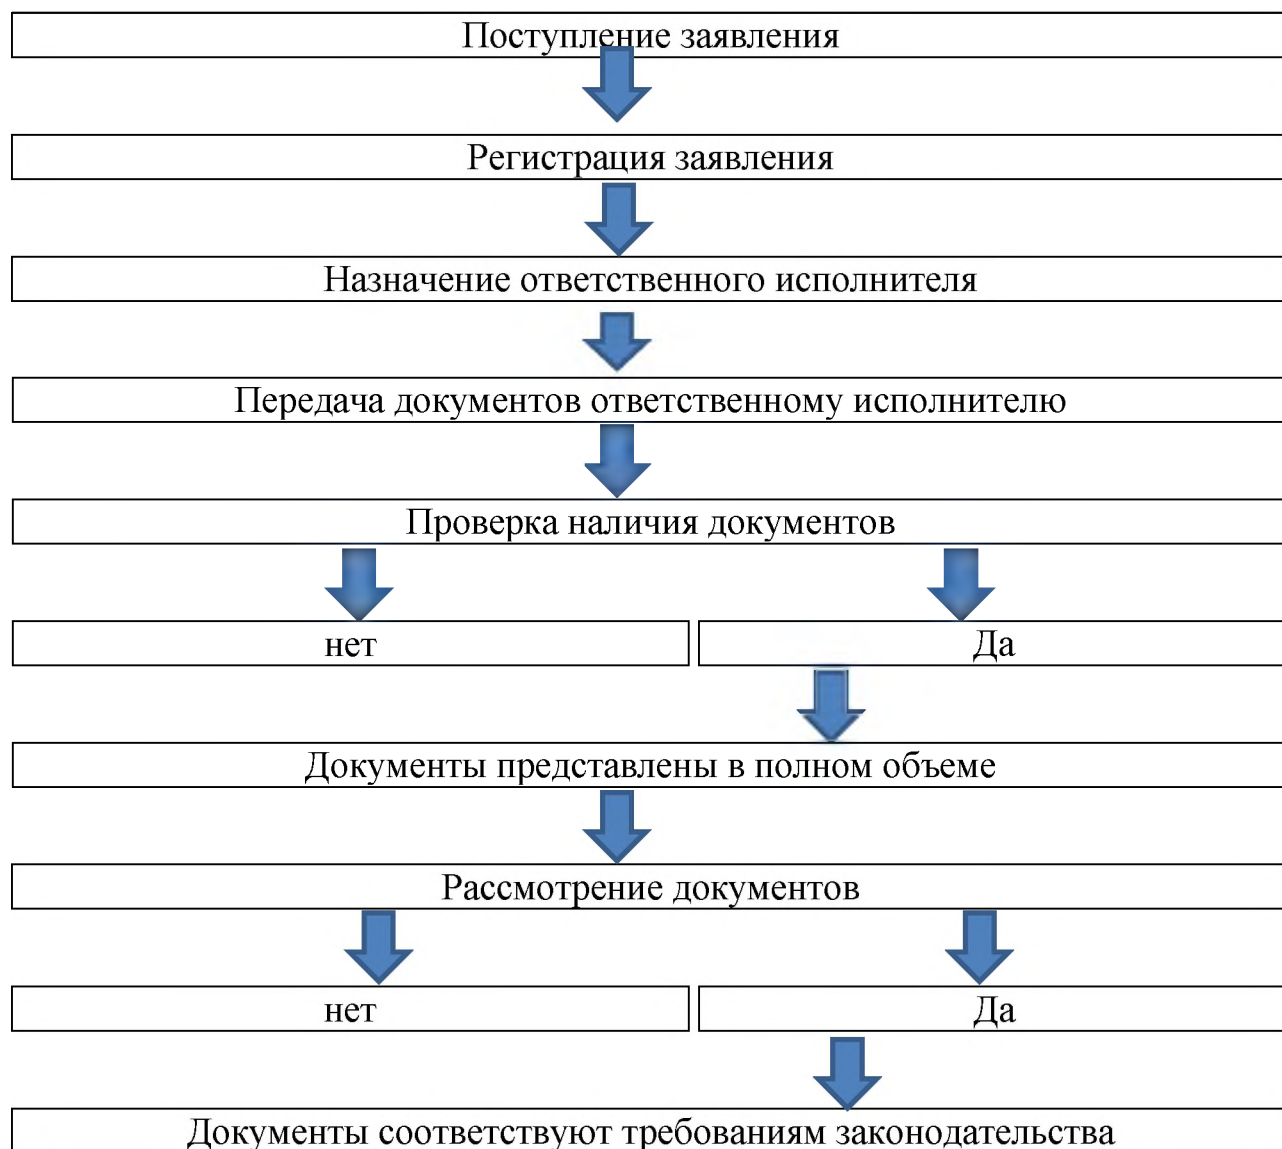 Поступление заявления
Регистрация заявления
Назначение ответственного исполнителя
Передача документов ответственному исполнителю
Проверка наличия документов
нет
Да
Документы представлены в полном объеме
Рассмотрение документов
нет
Да
Документы соответствуют требованиям законодательства